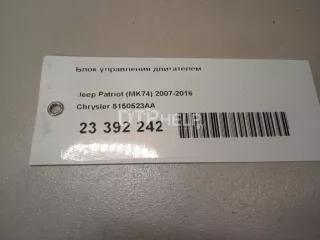 Блок управления двигателем
Jeep Patriot (MK74) 2007-2016
Chrysler 5150523AA
23 392 242